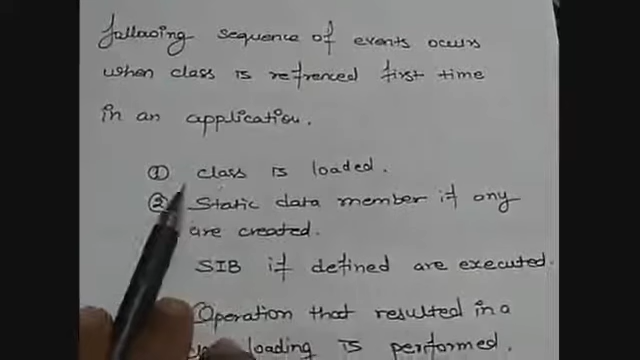 following sequence of events occurs
when class is refrenced first time
in an application.
① class is loaded.
② Static data member if any
are created.
SIB if defined are executed.
Operation that resulted in a
loading is performed.